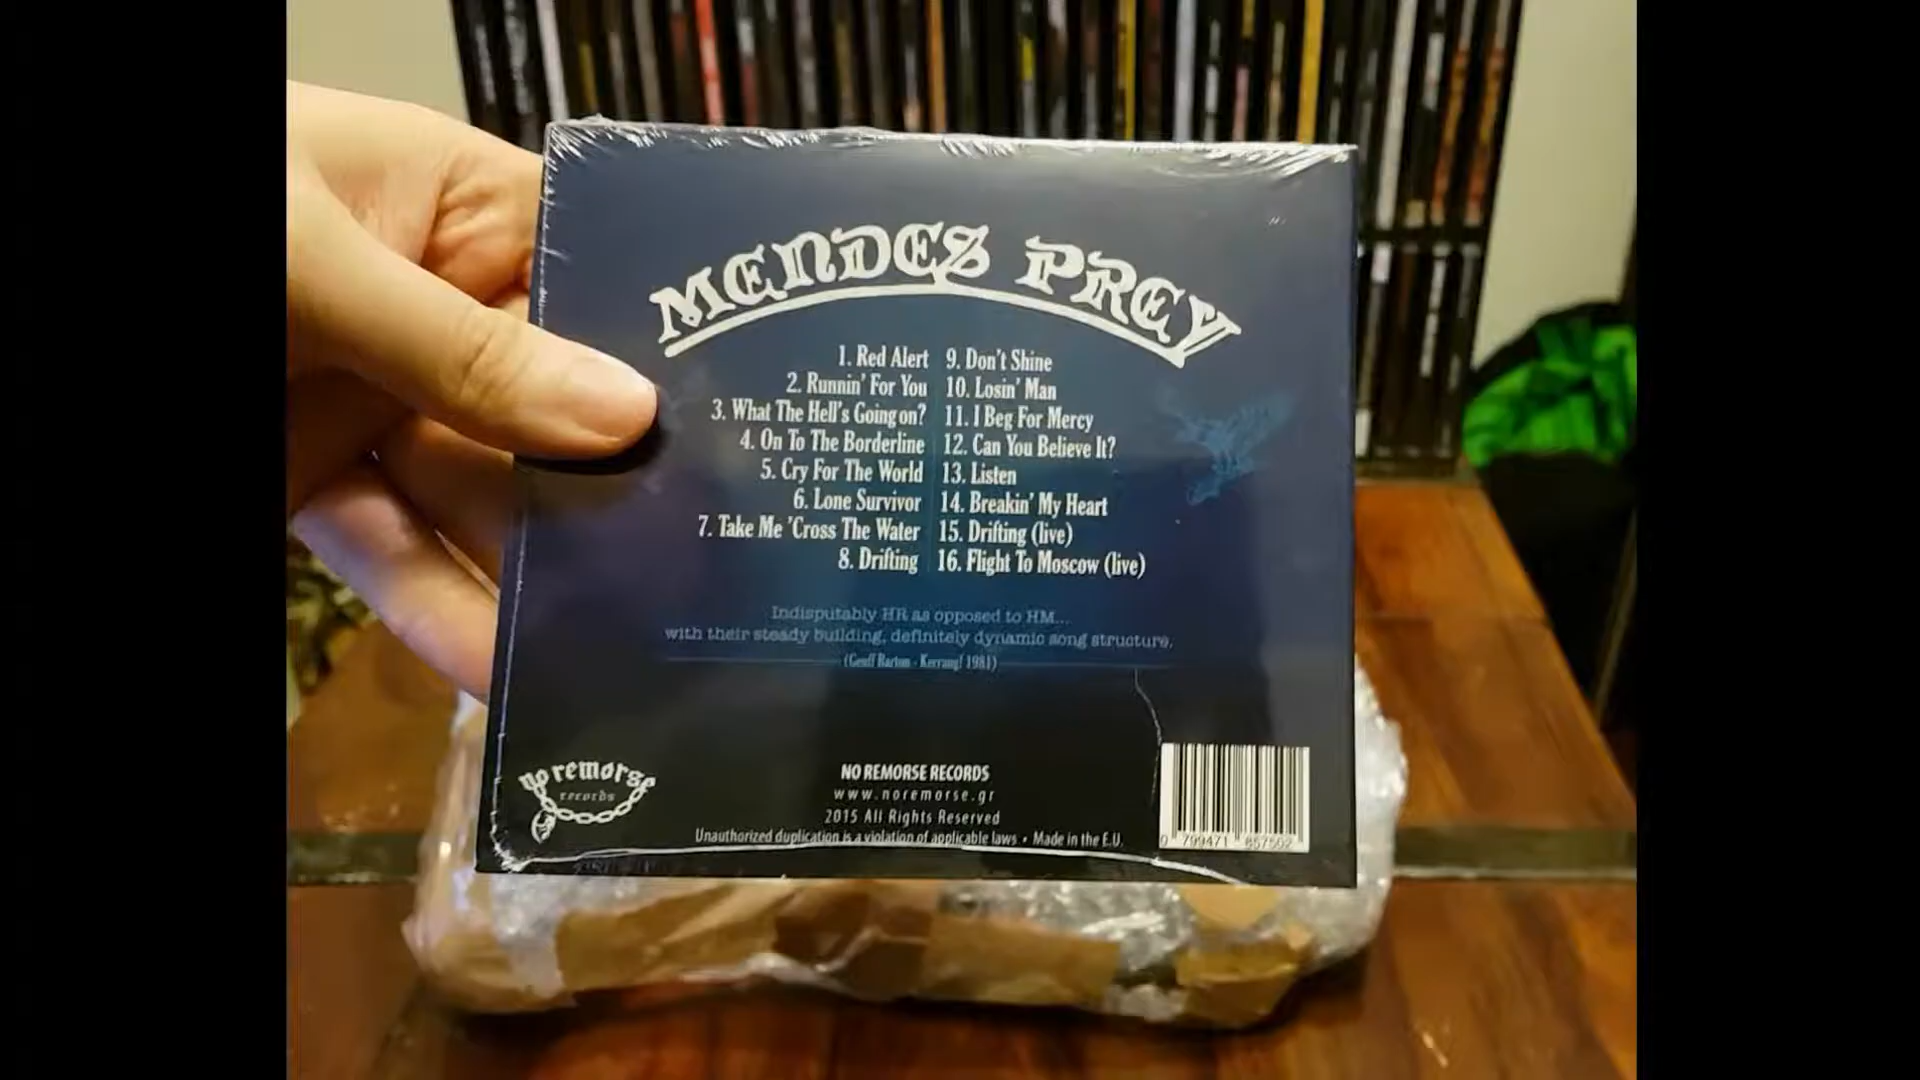 MENDES PREY
1. Red Alert
2. Runnin' For You
3. What The Hell's Going on?
4. On To The Borderline
5. Cry For The World
6. Lone Survivor
7. Take Me 'Cross The Water
8. Drifting
9. Don't Shine
10. Losin' Man
11. I Beg For Mercy
12. Can You Believe It?
13. Listen
14. Breakin' My Heart
15. Drifting (live)
16. Flight To Moscow (live)
Indisputably HR as opposed to HM...
with their steady building, definitely dynamic song structure.
(Geoff Barton - Kerrang! 1981)
no remorse
records
NO REMORSE RECORDS
www.noremorse.gr
2015 All Rights Reserved
Unauthorized duplication is a violation of applicable laws • Made in the E.U.
0 799471 857502